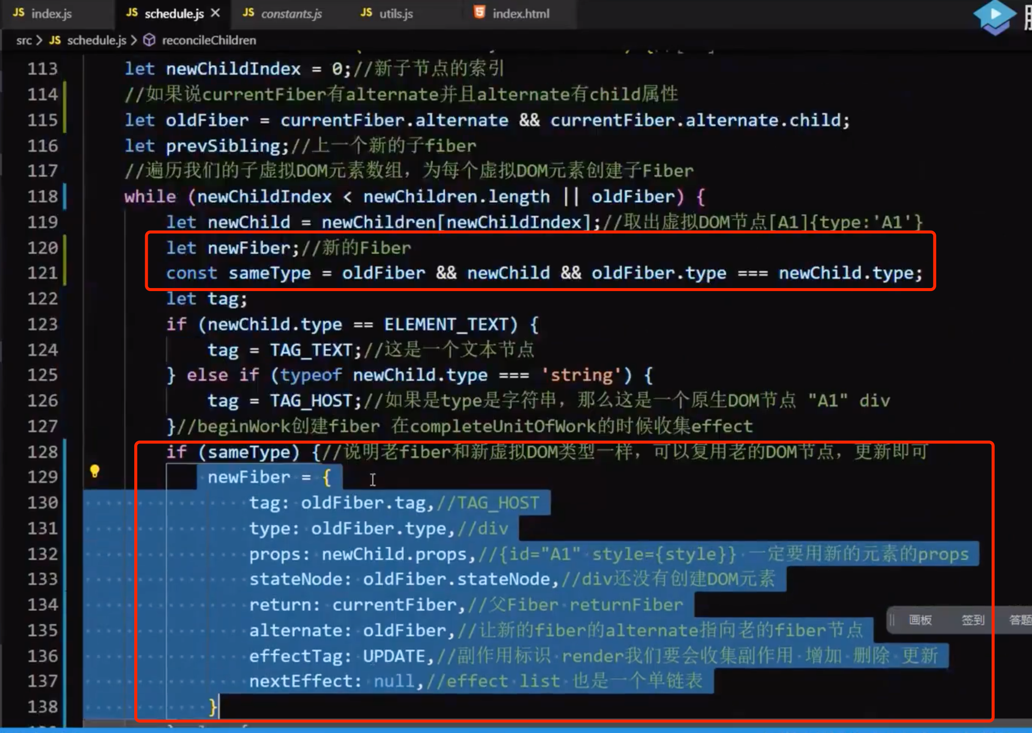 JS index.js
JS schedule.js ×
JS constants.js
JS utils.js
index.html
src > JS schedule.js > reconcileChildren
113 let newChildIndex = 0;//新子节点的索引
114 //如果说currentFiber有alternate并且alternate有child属性
115 let oldFiber = currentFiber.alternate && currentFiber.alternate.child;
116 let prevSibling;//上一个新的子fiber
117 //遍历我们的子虚拟DOM元素数组，为每个虚拟DOM元素创建子Fiber
118 while (newChildIndex < newChildren.length || oldFiber) {
119 let newChild = newChildren[newChildIndex];//取出虚拟DOM节点[A1]{type:'A1'}
120 let newFiber;//新的Fiber
121 const sameType = oldFiber && newChild && oldFiber.type === newChild.type;
122 let tag;
123 if (newChild.type == ELEMENT_TEXT) {
124 tag = TAG_TEXT;//这是一个文本节点
125 } else if (typeof newChild.type === 'string') {
126 tag = TAG_HOST;//如果是type是字符串，那么这是一个原生DOM节点 "A1" div
127 }//beginWork创建fiber 在completeUnitOfWork的时候收集effect
128 if (sameType) {//说明老fiber和新虚拟DOM类型一样，可以复用老的DOM节点，更新即可
129 newFiber = {
130 tag: oldFiber.tag,//TAG_HOST
131 type: oldFiber.type,//div
132 props: newChild.props,//{id="A1" style={style}} 一定要用新的元素的props
133 stateNode: oldFiber.stateNode,//div还没有创建DOM元素
134 return: currentFiber,//父Fiber returnFiber
135 alternate: oldFiber,//让新的fiber的alternate指向老的fiber节点
136 effectTag: UPDATE,//副作用标识 render我们要会收集副作用 增加 删除 更新
137 nextEffect: null,//effect list 也是一个单链表
138 }
画板 签到 答题